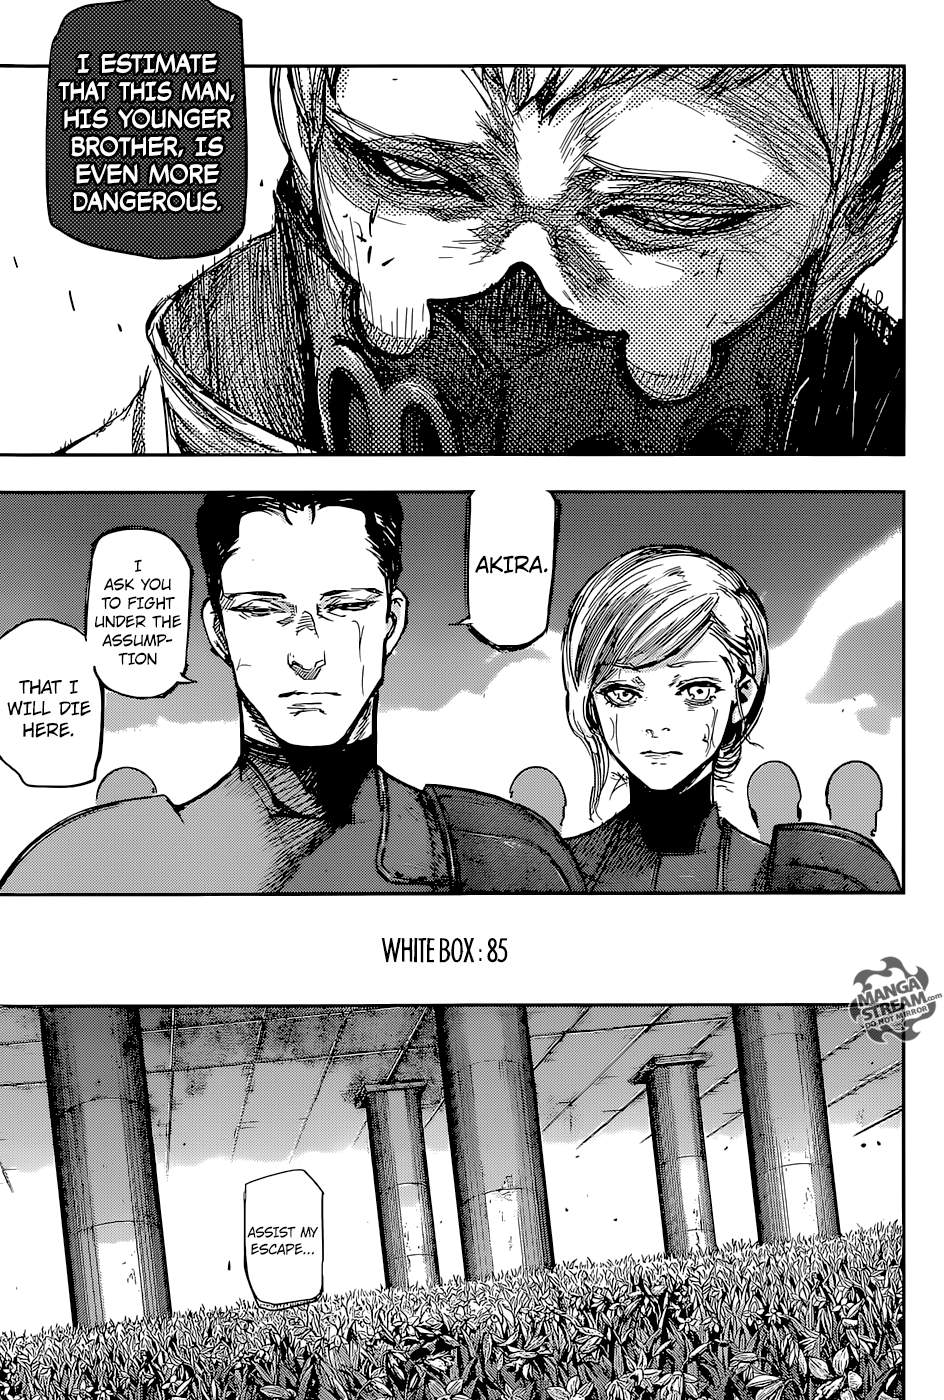 I ESTIMATE
THAT THIS MAN,
HIS YOUNGER
BROTHER, IS
EVEN MORE
DANGEROUS.
AKIRA.
I
ASK YOU
TO FIGHT
UNDER THE
ASSUMP-
TION
THAT I
WILL DIE
HERE.
WHITE BOX : 85
MANGA
STREAM.com
DO NOT MIRROR
ASSIST MY
ESCAPE...